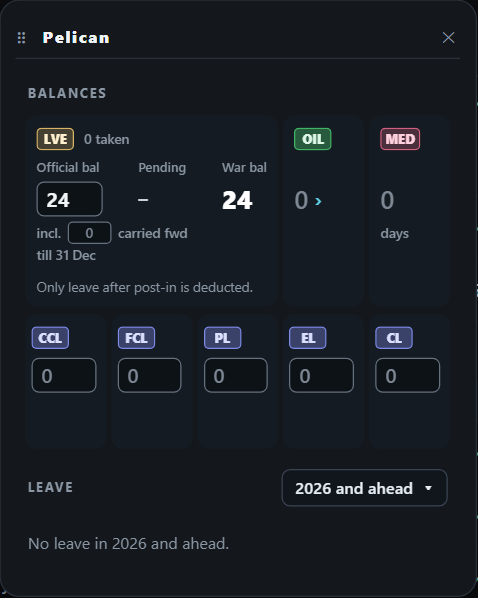 Pelican
BALANCES
LVE 0 taken
Official bal Pending War bal
24 – 24
incl. 0 carried fwd
till 31 Dec
Only leave after post-in is deducted.
OIL
0 ›
MED
0
days
CCL FCL PL EL CL
0 0 0 0 0
LEAVE 2026 and ahead
No leave in 2026 and ahead.